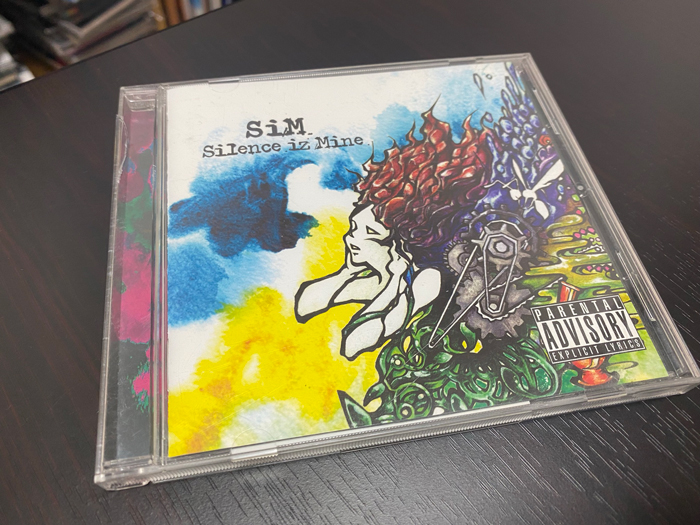 SiM
Silence iz Mine
PARENTAL
ADVISORY
EXPLICIT LYRICS